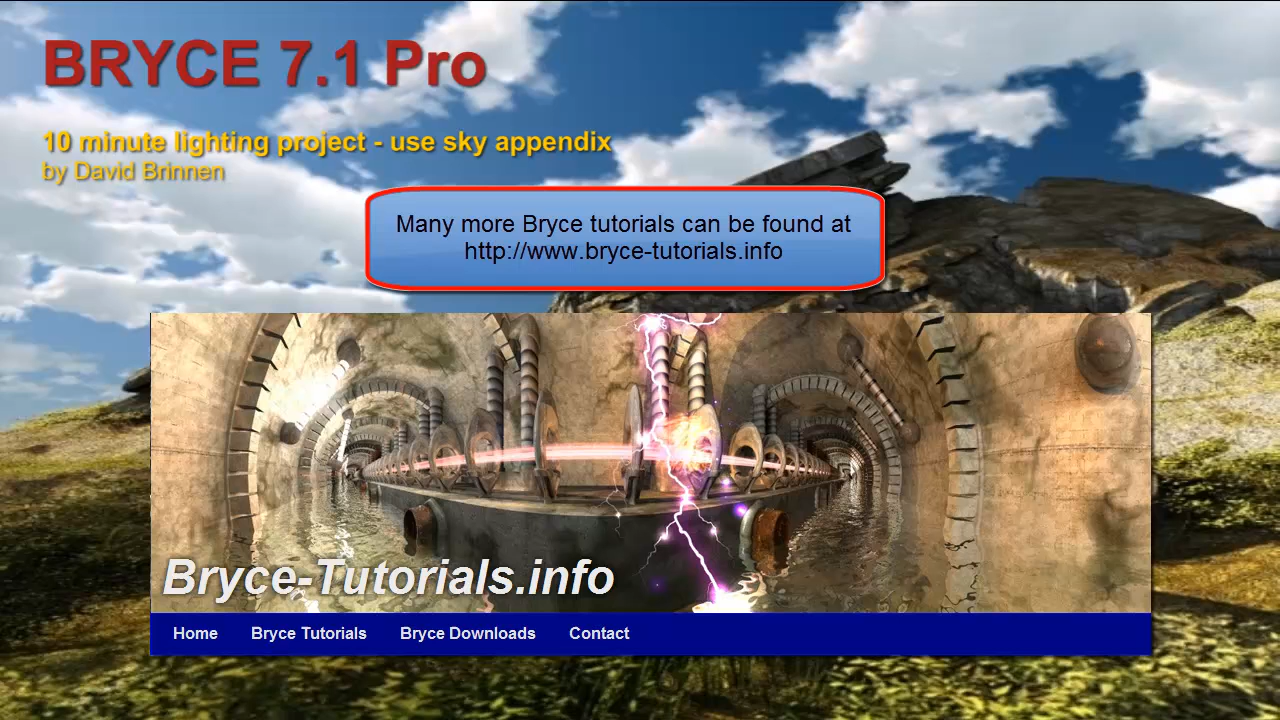 BRYCE 7.1 Pro
10 minute lighting project - use sky appendix
by David Brinnen
Many more Bryce tutorials can be found at
http://www.bryce-tutorials.info
Bryce-Tutorials.info
Home Bryce Tutorials Bryce Downloads Contact